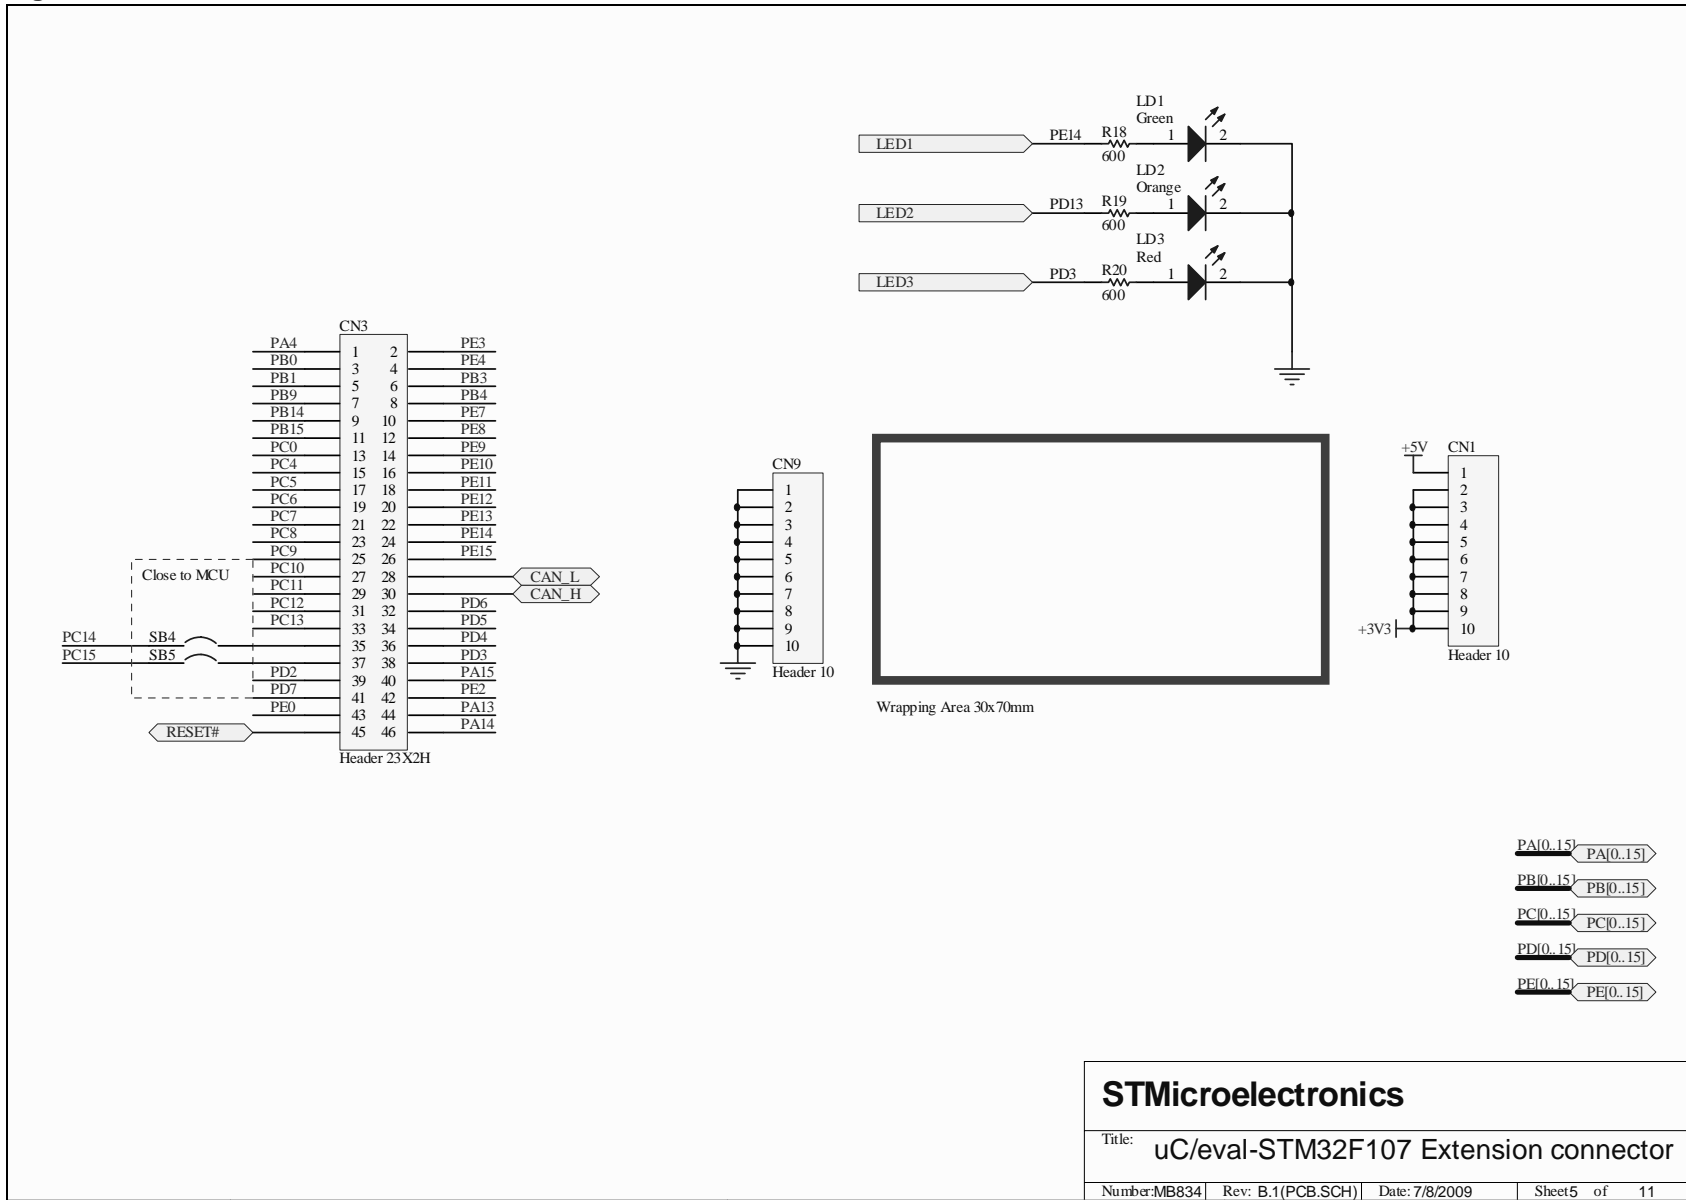 LD1
Green
LED1 PE14 R18 1 2
600
LD2
Orange
LED2 PD13 R19 1 2
600
LD3
Red
LED3 PD3 R20 1 2
600
CN3
PA4 1 2 PE3
PB0 3 4 PE4
PB1 5 6 PB3
PB9 7 8 PB4
PB14 9 10 PE7
PB15 11 12 PE8
PC0 13 14 PE9
PC4 15 16 PE10
PC5 17 18 PE11
PC6 19 20 PE12
PC7 21 22 PE13
PC8 23 24 PE14
PC9 25 26 PE15
Close to MCU
PC10 27 28 CAN_L
PC11 29 30 CAN_H
PC12 31 32 PD6
PC13 33 34 PD5
PC14 SB4 35 36 PD4
PC15 SB5 37 38 PD3
PD2 39 40 PA15
PD7 41 42 PE2
PE0 43 44 PA13
RESET# 45 46 PA14
Header 23X2H
CN9
1
2
3
4
5
6
7
8
9
10
Header 10
Wrapping Area 30x70mm
+5V CN1
1
2
3
4
5
6
7
8
9
+3V3 10
Header 10
PA[0..15] PA[0..15]
PB[0..15] PB[0..15]
PC[0..15] PC[0..15]
PD[0..15] PD[0..15]
PE[0..15] PE[0..15]
STMicroelectronics
Title: uC/eval-STM32F107 Extension connector
Number:MB834 Rev: B.1(PCB.SCH) Date: 7/8/2009 Sheet5 of 11